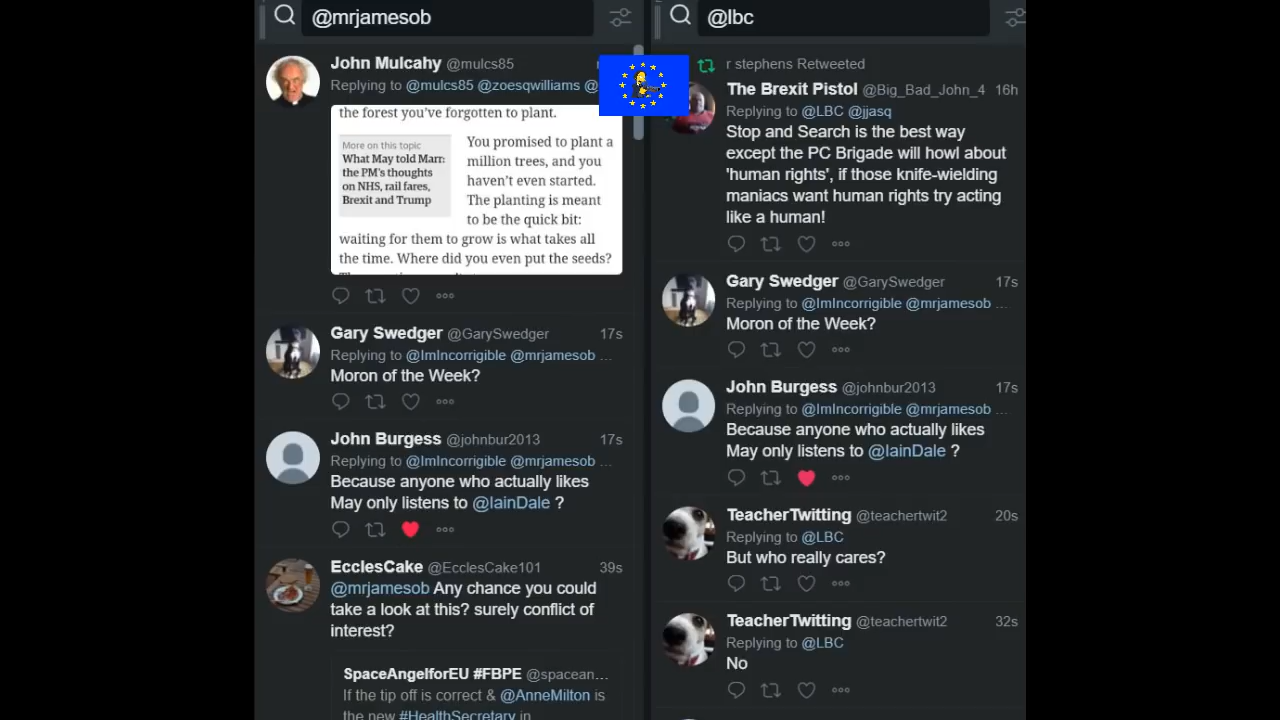 @mrjamesob
John Mulcahy @mulcs85
Replying to @mulcs85 @zoesqwilliams @
the forest you've forgotten to plant.
More on this topic
What May told Marr:
the PM's thoughts
on NHS, rail fares,
Brexit and Trump
You promised to plant a
million trees, and you
haven't even started.
The planting is meant
to be the quick bit:
waiting for them to grow is what takes all
the time. Where did you even put the seeds?
Gary Swedger @GarySwedger 17s
Replying to @ImIncorrigible @mrjamesob ...
Moron of the Week?
John Burgess @johnbur2013 17s
Replying to @ImIncorrigible @mrjamesob ...
Because anyone who actually likes
May only listens to @IainDale ?
EcclesCake @EcclesCake101 39s
@mrjamesob Any chance you could
take a look at this? surely conflict of
interest?
SpaceAngelforEU #FBPE @spacean...
If the tip off is correct & @AnneMilton is
the new #HealthSecretary in
@lbc
r stephens Retweeted
The Brexit Pistol @Big_Bad_John_4 16h
Replying to @LBC @jjasq
Stop and Search is the best way
except the PC Brigade will howl about
'human rights', if those knife-wielding
maniacs want human rights try acting
like a human!
Gary Swedger @GarySwedger 17s
Replying to @ImIncorrigible @mrjamesob ...
Moron of the Week?
John Burgess @johnbur2013 17s
Replying to @ImIncorrigible @mrjamesob ...
Because anyone who actually likes
May only listens to @IainDale ?
TeacherTwitting @teachertwit2 20s
Replying to @LBC
But who really cares?
TeacherTwitting @teachertwit2 32s
Replying to @LBC
No